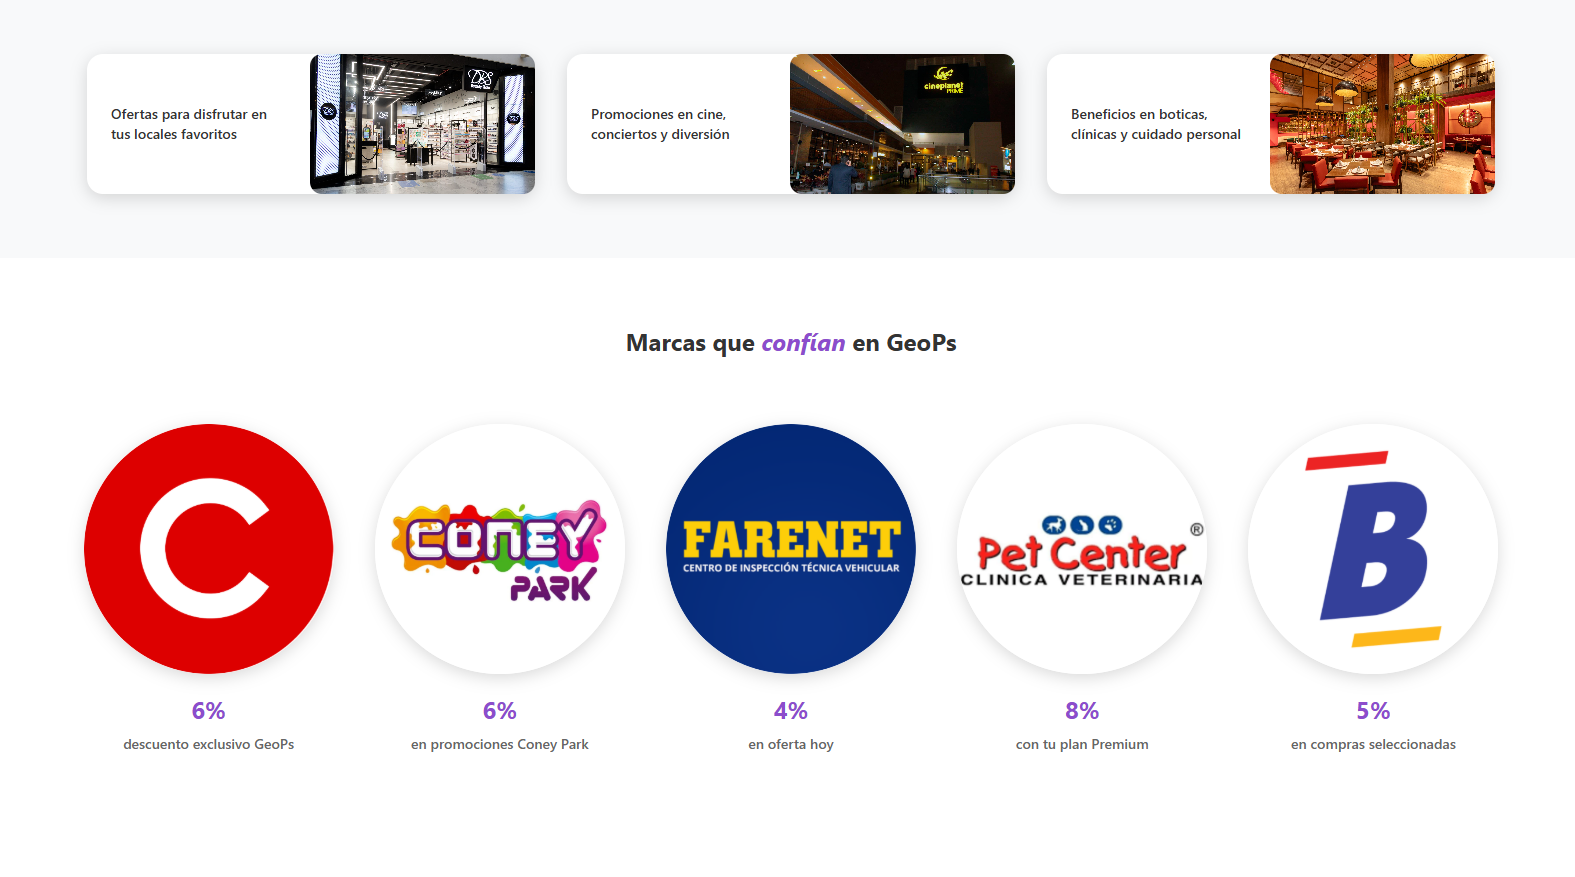 Ofertas para disfrutar en
tus locales favoritos
cineplanet
PRIME
Promociones en cine,
conciertos y diversión
Beneficios en boticas,
clínicas y cuidado personal
Marcas que confían en GeoPs
C
CONEY
PARK
FARENET
CENTRO DE INSPECCIÓN TÉCNICA VEHICULAR
Pet Center®
CLINICA VETERINARIA
B
6%
descuento exclusivo GeoPs
6%
en promociones Coney Park
4%
en oferta hoy
8%
con tu plan Premium
5%
en compras seleccionadas